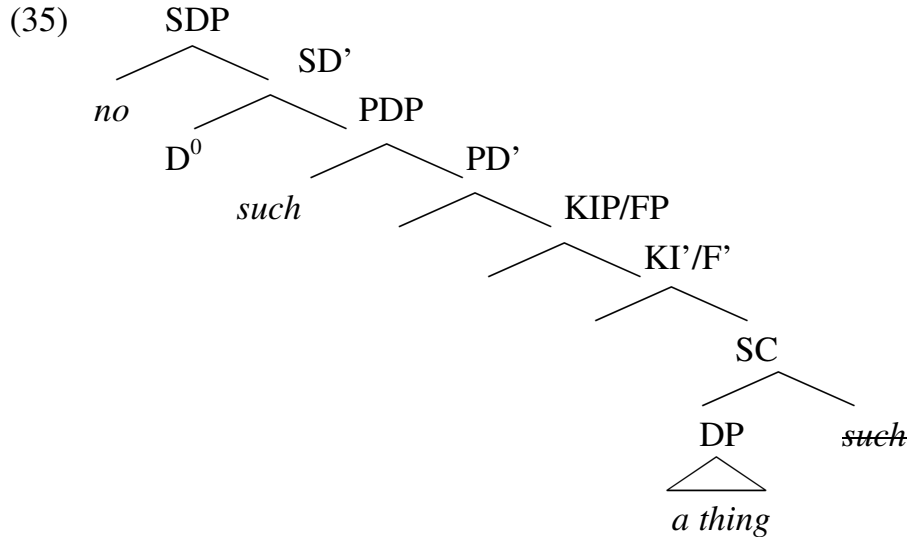 (35) SDP
SD’
no PDP
D⁰ PD’
such KIP/FP
KI’/F’
SC
DP such
a thing